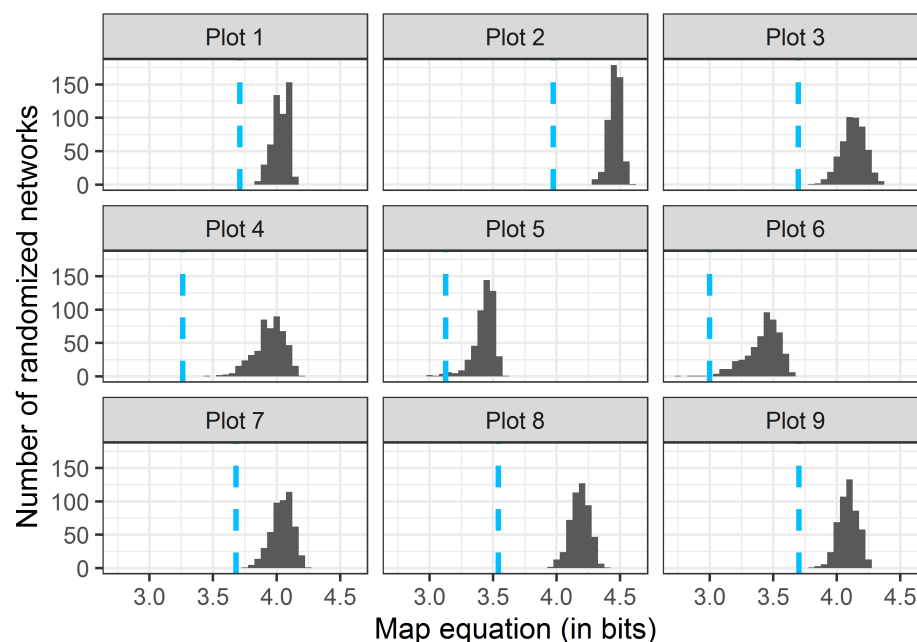 Plot 1 Plot 2 Plot 3
150
100
50
0
Plot 4 Plot 5 Plot 6
150
100
50
0
Plot 7 Plot 8 Plot 9
150
100
50
0
3.0 3.5 4.0 4.5 3.0 3.5 4.0 4.5 3.0 3.5 4.0 4.5
Map equation (in bits)
Number of randomized networks